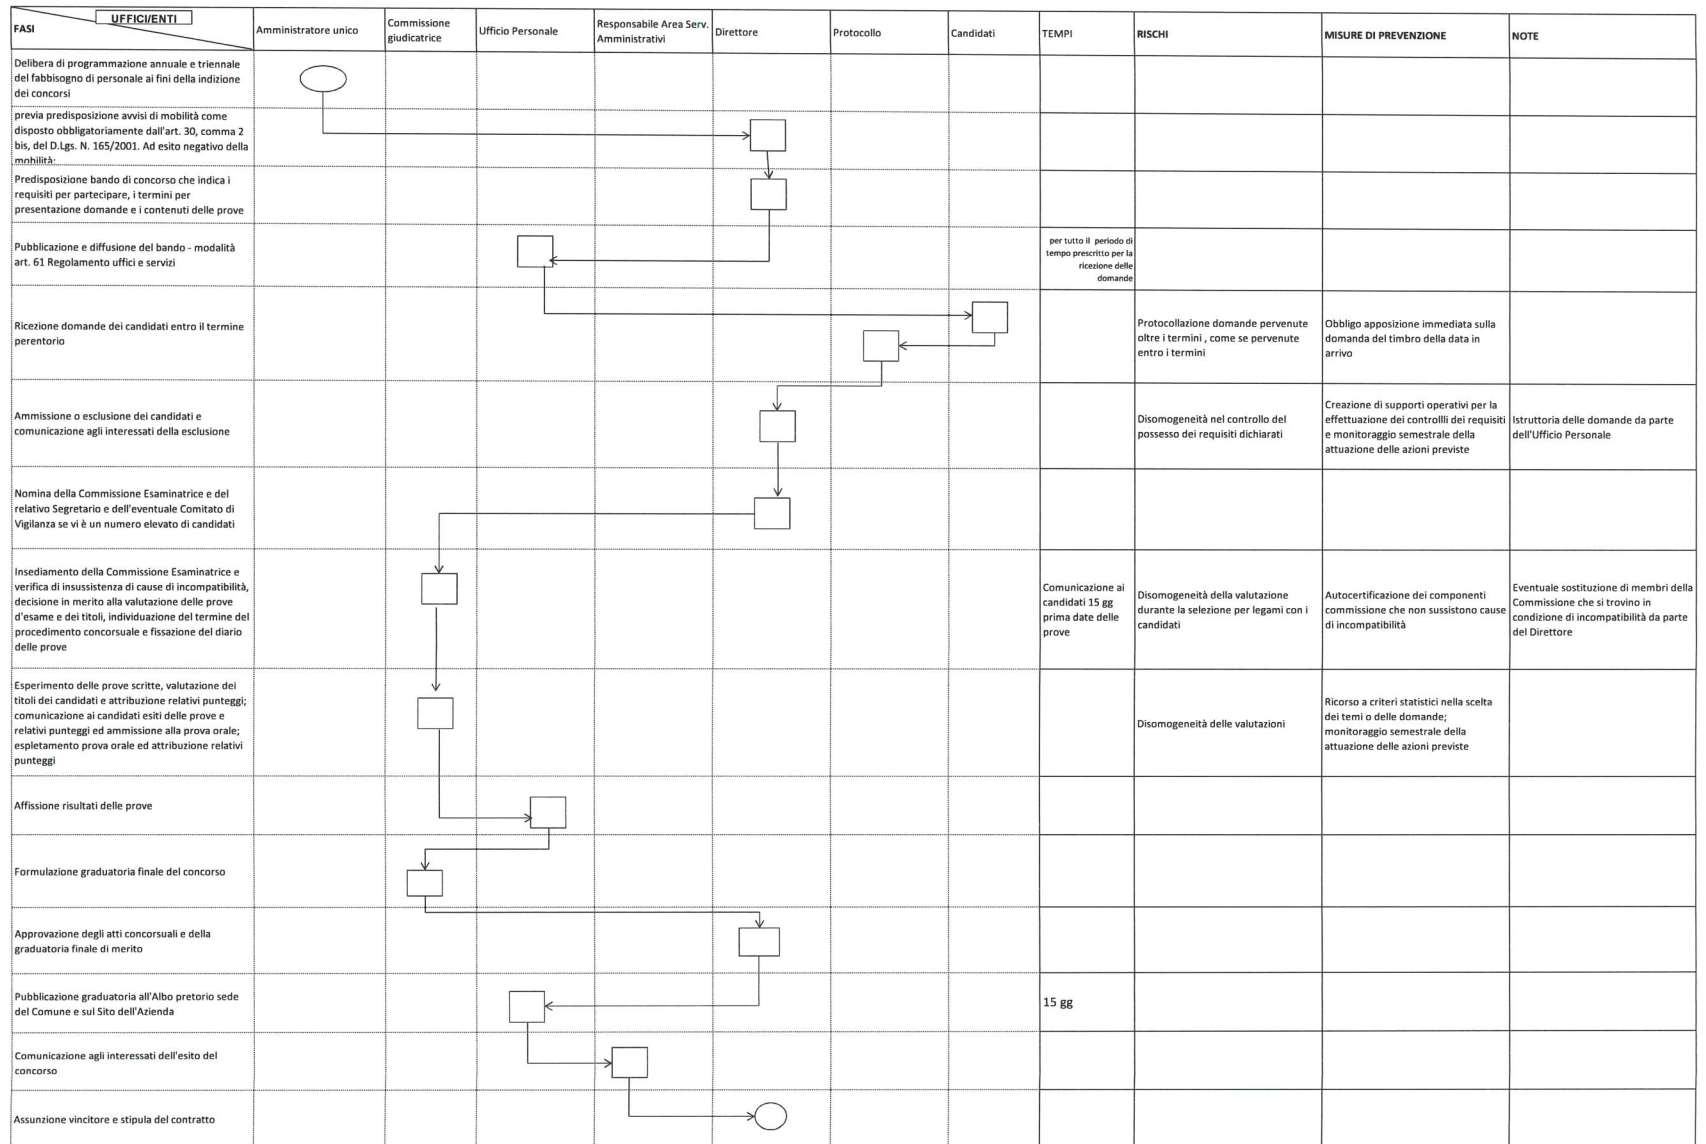 UFFICI/ENTI
FASI
Amministratore unico
Commissione
giudicatrice
Ufficio Personale
Responsabile Area Serv.
Amministrativi
Direttore
Protocollo
Candidati
TEMPI
RISCHI
MISURE DI PREVENZIONE
NOTE
Delibera di programmazione annuale e triennale
del fabbisogno di personale ai fini della indizione
dei concorsi
previa predisposizione avvisi di mobilità come
disposto obbligatoriamente dall'art. 30, comma 2
bis, del D.Lgs. N. 165/2001. Ad esito negativo della
mobilità:
Predisposizione bando di concorso che indica i
requisiti per partecipare, i termini per
presentazione domande e i contenuti delle prove
Pubblicazione e diffusione del bando - modalità
art. 61 Regolamento uffici e servizi
per tutto il periodo di
tempo prescritto per la
ricezione delle
domande
Ricezione domande dei candidati entro il termine
perentorio
Protocollazione domande pervenute
oltre i termini , come se pervenute
entro i termini
Obbligo apposizione immediata sulla
domanda del timbro della data in
arrivo
Ammissione o esclusione dei candidati e
comunicazione agli interessati della esclusione
Disomogeneità nel controllo del
possesso dei requisiti dichiarati
Creazione di supporti operativi per la
effettuazione dei controllli dei requisiti
e monitoraggio semestrale della
attuazione delle azioni previste
Istruttoria delle domande da parte
dell'Ufficio Personale
Nomina della Commissione Esaminatrice e del
relativo Segretario e dell'eventuale Comitato di
Vigilanza se vi è un numero elevato di candidati
Insediamento della Commissione Esaminatrice e
verifica di insussistenza di cause di incompatibilità,
decisione in merito alla valutazione delle prove
d'esame e dei titoli, individuazione del termine del
procedimento concorsuale e fissazione del diario
delle prove
Comunicazione ai
candidati 15 gg
prima date delle
prove
Disomogeneità della valutazione
durante la selezione per legami con i
candidati
Autocertificazione dei componenti
commissione che non sussistono cause
di incompatibilità
Eventuale sostituzione di membri della
Commissione che si trovino in
condizione di incompatibilità da parte
del Direttore
Esperimento delle prove scritte, valutazione dei
titoli dei candidati e attribuzione relativi punteggi;
comunicazione ai candidati esiti delle prove e
relativi punteggi ed ammissione alla prova orale;
espletamento prova orale ed attribuzione relativi
punteggi
Disomogeneità delle valutazioni
Ricorso a criteri statistici nella scelta
dei temi o delle domande;
monitoraggio semestrale della
attuazione delle azioni previste
Affissione risultati delle prove
Formulazione graduatoria finale del concorso
Approvazione degli atti concorsuali e della
graduatoria finale di merito
Pubblicazione graduatoria all'Albo pretorio sede
del Comune e sul Sito dell'Azienda
15 gg
Comunicazione agli interessati dell'esito del
concorso
Assunzione vincitore e stipula del contratto